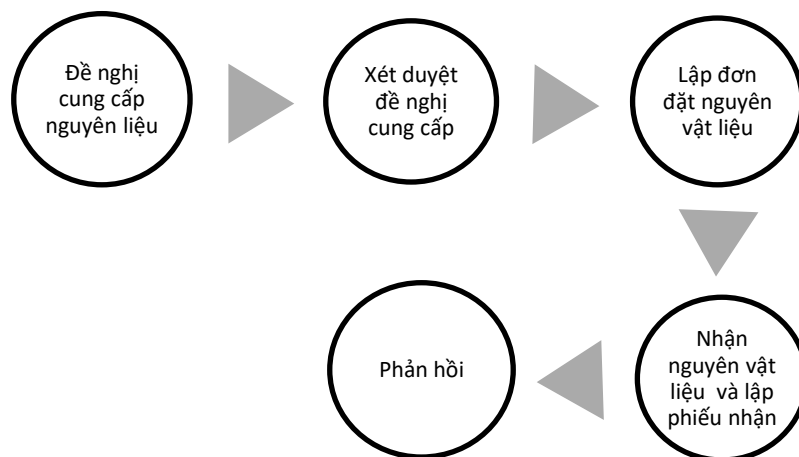 Đề nghị
cung cấp
nguyên liệu
Xét duyệt
đề nghị
cung cấp
Lập đơn
đặt nguyên
vật liệu
Nhận
nguyên vật
liệu  và lập
phiếu nhận
Phản hồi